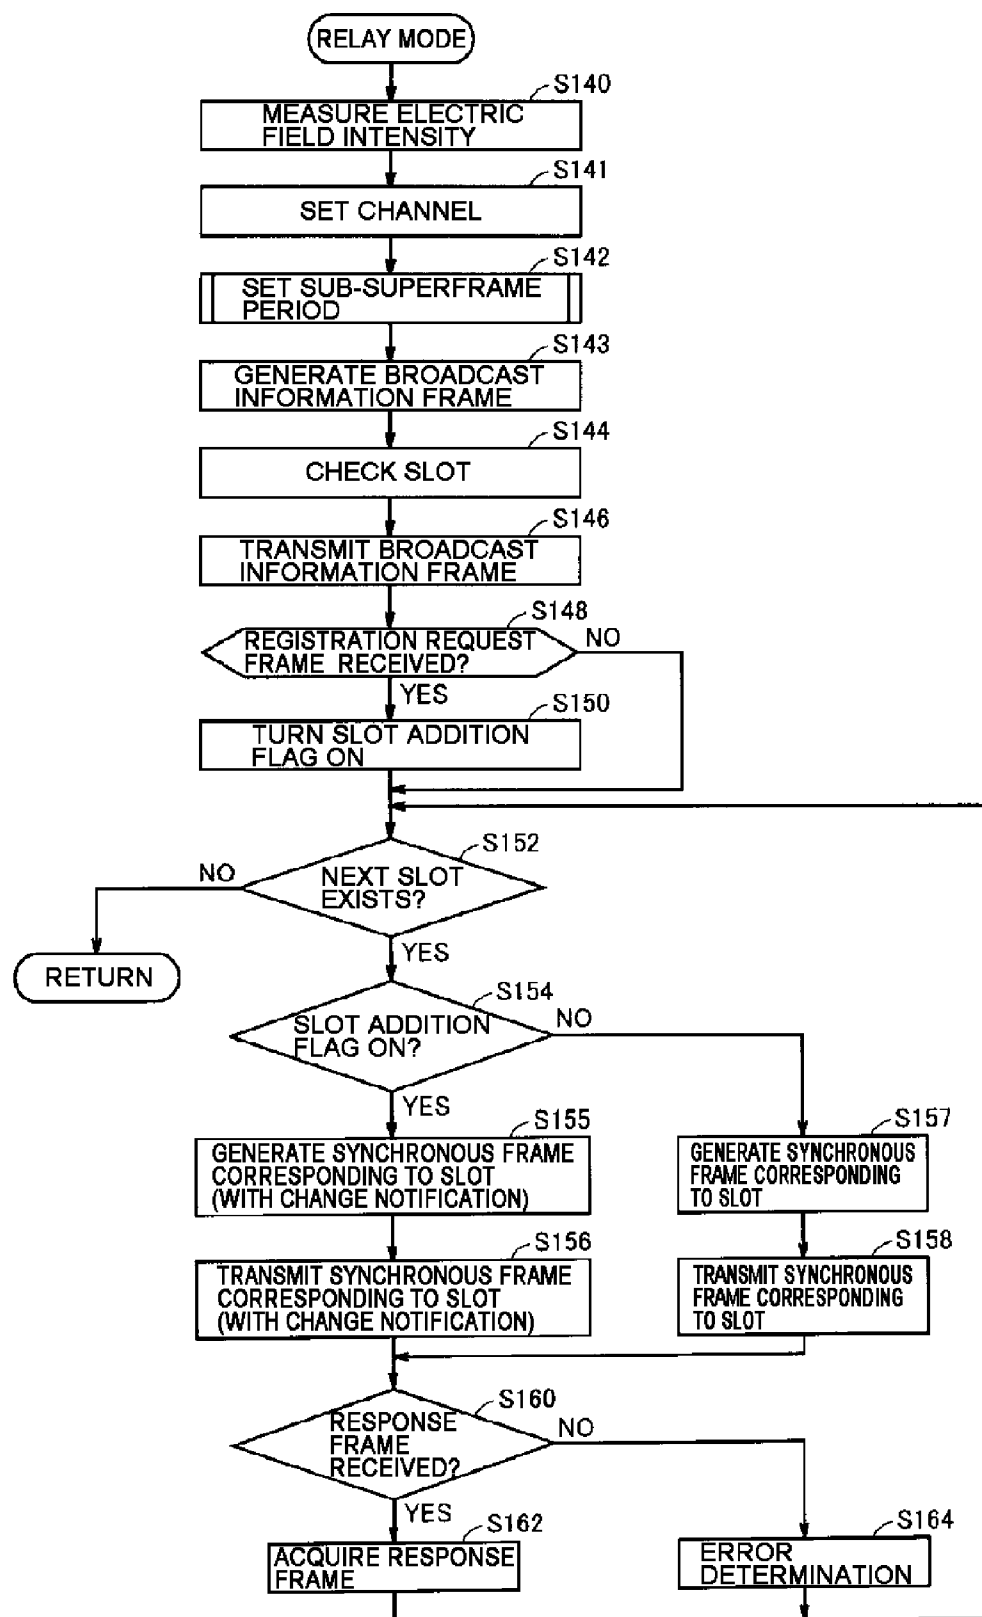 RELAY MODE
S140
MEASURE ELECTRIC
FIELD INTENSITY
S141
SET CHANNEL
S142
SET SUB-SUPERFRAME
PERIOD
S143
GENERATE BROADCAST
INFORMATION FRAME
S144
CHECK SLOT
S146
TRANSMIT BROADCAST
INFORMATION FRAME
S148
REGISTRATION REQUEST
FRAME RECEIVED?
NO
YES
S150
TURN SLOT ADDITION
FLAG ON
S152
NEXT SLOT
EXISTS?
NO
RETURN
YES
S154
SLOT ADDITION
FLAG ON?
NO
YES
S155
GENERATE SYNCHRONOUS FRAME
CORRESPONDING TO SLOT
(WITH CHANGE NOTIFICATION)
S157
GENERATE SYNCHRONOUS
FRAME CORRESPONDING
TO SLOT
S156
TRANSMIT SYNCHRONOUS FRAME
CORRESPONDING TO SLOT
(WITH CHANGE NOTIFICATION)
S158
TRANSMIT SYNCHRONOUS
FRAME CORRESPONDING
TO SLOT
S160
RESPONSE
FRAME
RECEIVED?
NO
YES
S162
ACQUIRE RESPONSE
FRAME
S164
ERROR
DETERMINATION